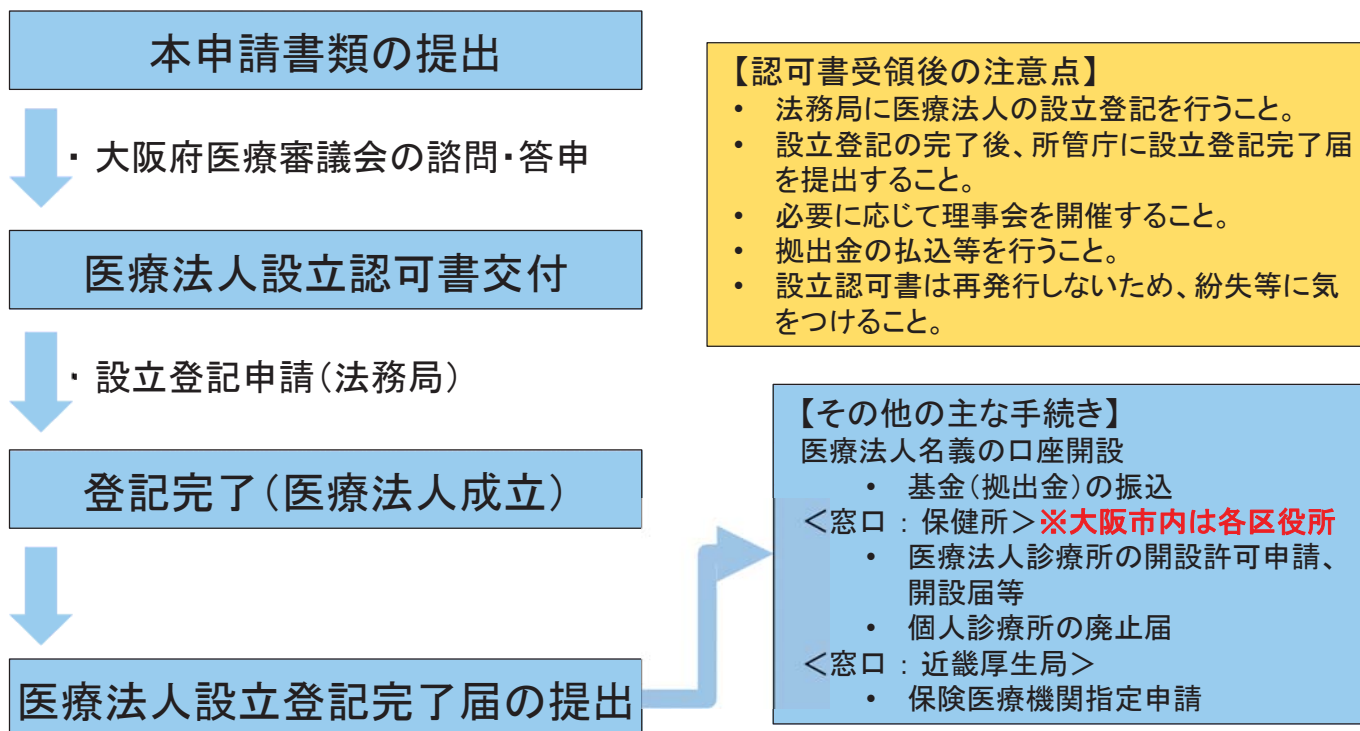 本申請書類の提出
・ 大阪府医療審議会の諮問・答申
医療法人設立認可書交付
・ 設立登記申請（法務局）
登記完了（医療法人成立）
医療法人設立登記完了届の提出
【認可書受領後の注意点】
• 法務局に医療法人の設立登記を行うこと。
• 設立登記の完了後、所管庁に設立登記完了届
を提出すること。
• 必要に応じて理事会を開催すること。
• 拠出金の払込等を行うこと。
• 設立認可書は再発行しないため、紛失等に気
をつけること。
【その他の主な手続き】
医療法人名義の口座開設
• 基金（拠出金）の振込
＜窓口 ： 保健所＞※大阪市内は各区役所
• 医療法人診療所の開設許可申請、
開設届等
• 個人診療所の廃止届
＜窓口 ： 近畿厚生局＞
• 保険医療機関指定申請